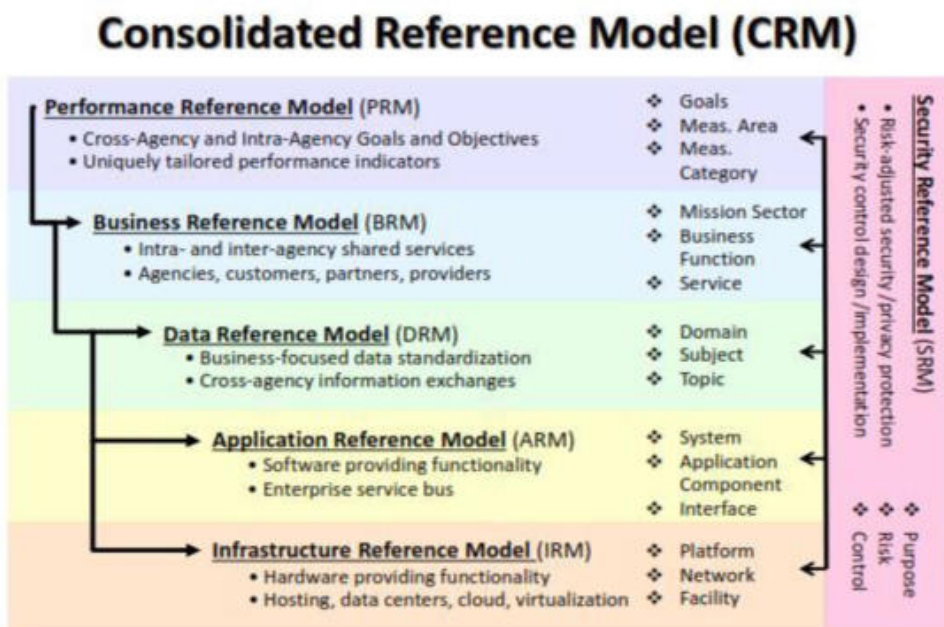 Consolidated Reference Model (CRM)
Performance Reference Model (PRM)
• Cross-Agency and Intra-Agency Goals and Objectives
• Uniquely tailored performance indicators
❖ Goals
❖ Meas. Area
❖ Meas.
Category
Business Reference Model (BRM)
• Intra- and inter-agency shared services
• Agencies, customers, partners, providers
❖ Mission Sector
❖ Business
Function
❖ Service
Data Reference Model (DRM)
• Business-focused data standardization
• Cross-agency information exchanges
❖ Domain
❖ Subject
❖ Topic
Application Reference Model (ARM)
• Software providing functionality
• Enterprise service bus
❖ System
❖ Application
Component
❖ Interface
Infrastructure Reference Model (IRM)
• Hardware providing functionality
• Hosting, data centers, cloud, virtualization
❖ Platform
❖ Network
❖ Facility
Security Reference Model (SRM)
• Risk-adjusted security/privacy protection
• Security control design/implementation
❖ Purpose
❖ Risk
❖ Control